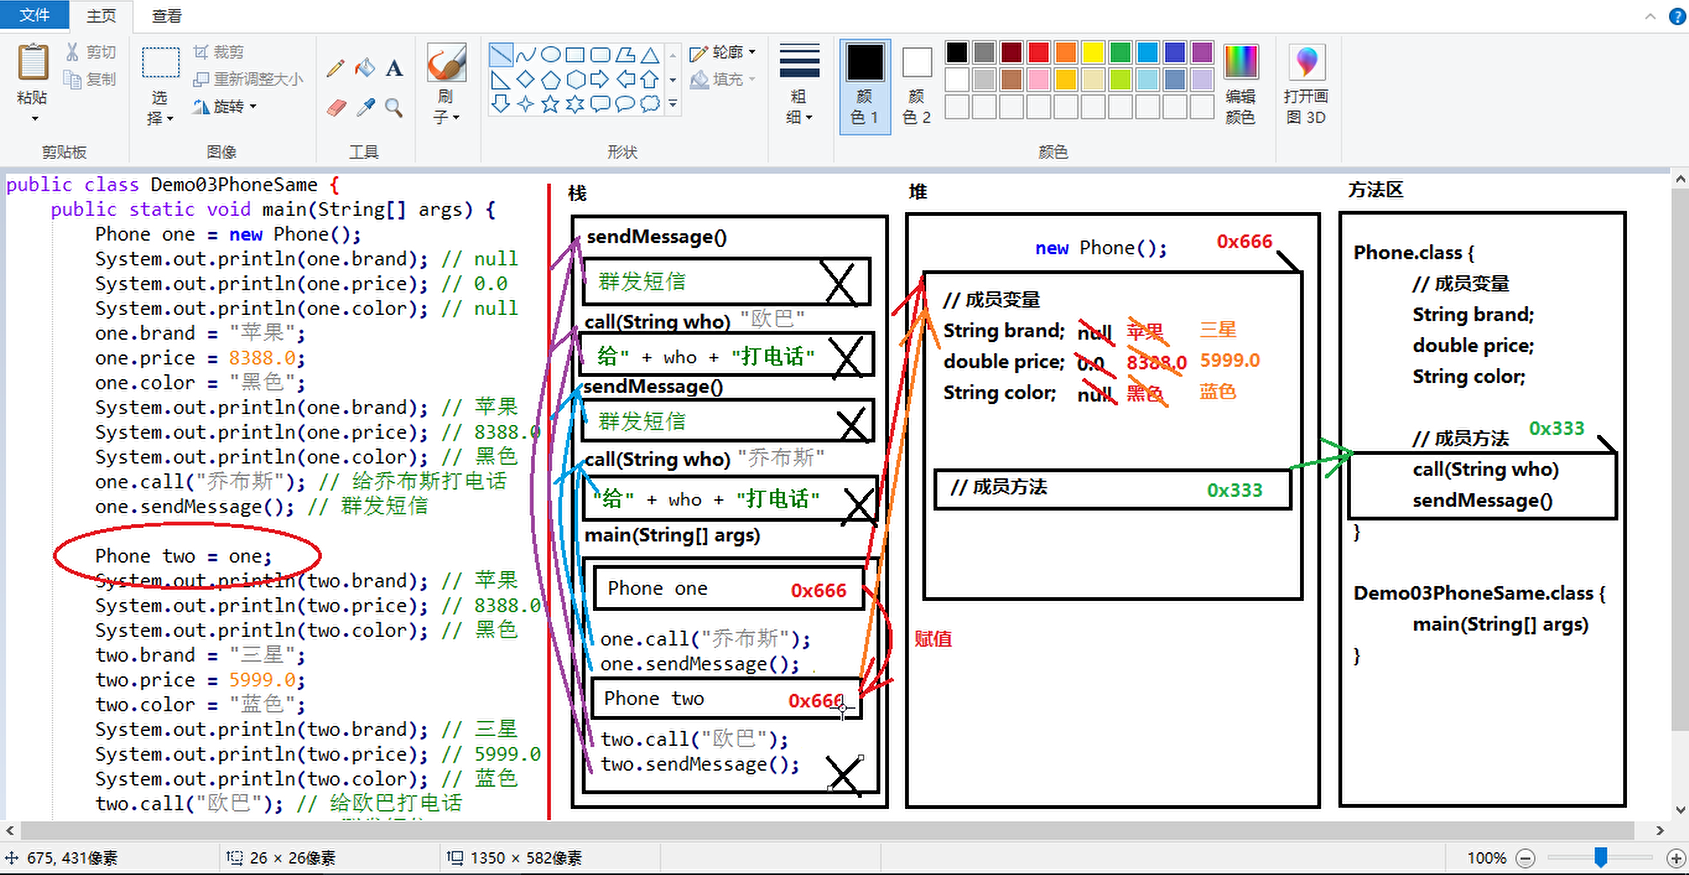 文件 主页 查看
粘贴 剪切 复制
剪贴板
选择 裁剪 重新调整大小 旋转
图像
A
工具
刷子
轮廓 填充
形状
粗细
颜色 1 颜色 2
编辑颜色
颜色
打开画图 3D
public class Demo03PhoneSame {
public static void main(String[] args) {
Phone one = new Phone();
System.out.println(one.brand); // null
System.out.println(one.price); // 0.0
System.out.println(one.color); // null
one.brand = "苹果";
one.price = 8388.0;
one.color = "黑色";
System.out.println(one.brand); // 苹果
System.out.println(one.price); // 8388.0
System.out.println(one.color); // 黑色
one.call("乔布斯"); // 给乔布斯打电话
one.sendMessage(); // 群发短信
Phone two = one;
System.out.println(two.brand); // 苹果
System.out.println(two.price); // 8388.0
System.out.println(two.color); // 黑色
two.brand = "三星";
two.price = 5999.0;
two.color = "蓝色";
System.out.println(two.brand); // 三星
System.out.println(two.price); // 5999.0
System.out.println(two.color); // 蓝色
two.call("欧巴"); // 给欧巴打电话
栈
sendMessage()
群发短信
call(String who) "欧巴"
给" + who + "打电话"
sendMessage()
群发短信
call(String who) "乔布斯"
"给" + who + "打电话"
main(String[] args)
Phone one 0x666
one.call("乔布斯");
one.sendMessage();
Phone two 0x666
two.call("欧巴");
two.sendMessage();
赋值
堆
new Phone(); 0x666
// 成员变量
String brand; null 苹果 三星
double price; 0.0 8388.0 5999.0
String color; null 黑色 蓝色
// 成员方法 0x333
方法区
Phone.class {
// 成员变量
String brand;
double price;
String color;
// 成员方法 0x333
call(String who)
sendMessage()
}
Demo03PhoneSame.class {
main(String[] args)
}
675, 431像素 26 × 26像素 1350 × 582像素 100%